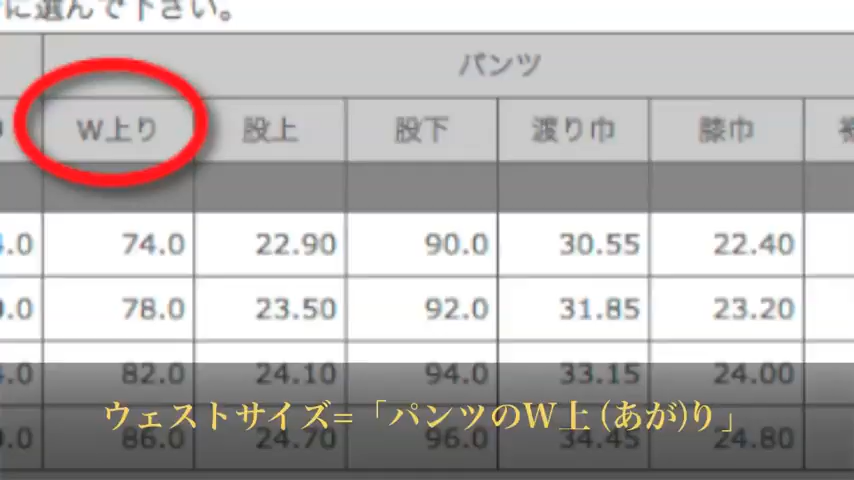 に選んで下さい。
パンツ
W上り 股上 股下 渡り巾 膝巾
.0 74.0 22.90 90.0 30.55 22.40
.0 78.0 23.50 92.0 31.85 23.20
.0 82.0 24.10 94.0 33.15 24.00
.0 86.0 24.70 96.0 34.45 24.80
ウェストサイズ=「パンツのW上(あが)り」